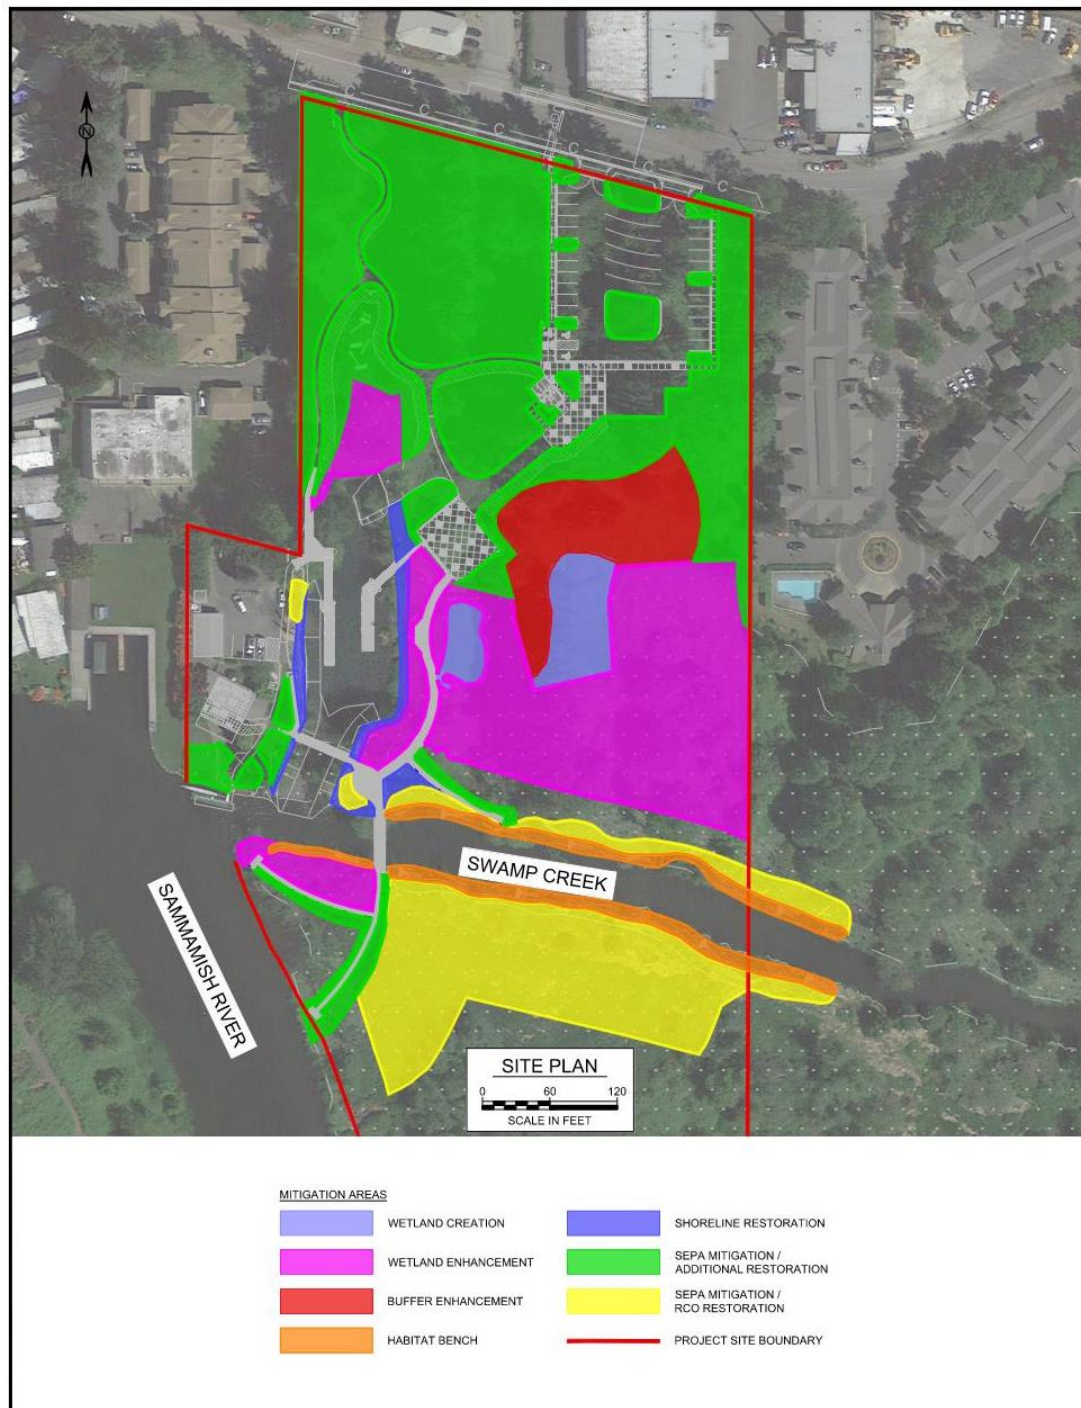 N
C
C
C
C
C
C
C
SWAMP CREEK
SAMMAMISH RIVER
SITE PLAN
0 60 120
SCALE IN FEET
MITIGATION AREAS
WETLAND CREATION
WETLAND ENHANCEMENT
BUFFER ENHANCEMENT
HABITAT BENCH
SHORELINE RESTORATION
SEPA MITIGATION /
ADDITIONAL RESTORATION
SEPA MITIGATION /
RCO RESTORATION
PROJECT SITE BOUNDARY